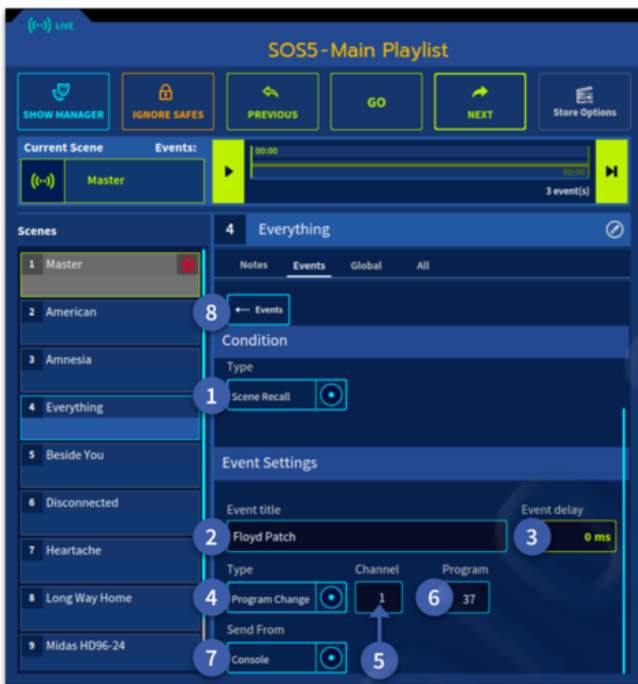 ((··)) LIVE
SOS5-Main Playlist
SHOW MANAGER
IGNORE SAFES
PREVIOUS
GO
NEXT
Store Options
Current Scene Events:
Master
00:00
00:00
3 event(s)
Scenes
4 Everything
Notes Events Global All
1 Master
2 American
3 Amnesia
4 Everything
5 Beside You
6 Disconnected
7 Heartache
8 Long Way Home
9 Midas HD96-24
8 ← Events
Condition
Type
1 Scene Recall
Event Settings
Event title Event delay
2 Floyd Patch 3 0 ms
Type Channel Program
4 Program Change 1 6 37
Send From
7 Console 5